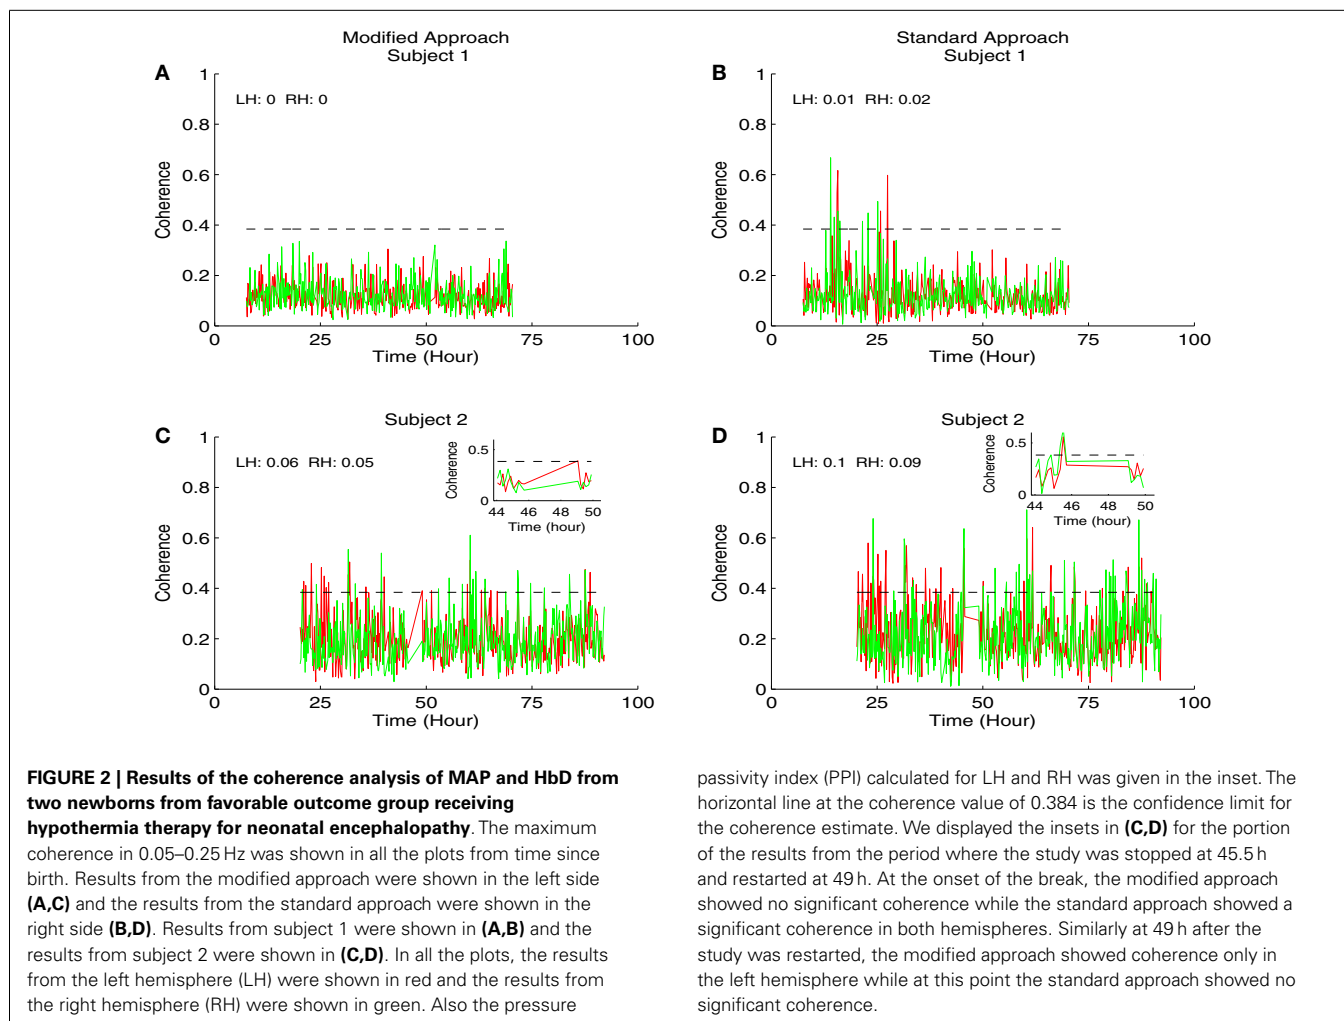 Modified Approach
Subject 1
A
LH: 0 RH: 0
1
0.8
0.6
0.4
0.2
0
Coherence
0 25 50 75 100
Time (Hour)
Standard Approach
Subject 1
B
LH: 0.01 RH: 0.02
1
0.8
0.6
0.4
0.2
0
Coherence
0 25 50 75 100
Time (Hour)
Subject 2
C
LH: 0.06 RH: 0.05
1
0.8
0.6
0.4
0.2
0
Coherence
0 25 50 75 100
Time (Hour)
0.5
0
Coherence
44 46 48 50
Time (hour)
Subject 2
D
LH: 0.1 RH: 0.09
1
0.8
0.6
0.4
0.2
0
Coherence
0 25 50 75 100
Time (Hour)
0.5
0
Coherence
44 46 48 50
Time (hour)
FIGURE 2 | Results of the coherence analysis of MAP and HbD from
two newborns from favorable outcome group receiving
hypothermia therapy for neonatal encephalopathy. The maximum
coherence in 0.05–0.25 Hz was shown in all the plots from time since
birth. Results from the modified approach were shown in the left side
(A,C) and the results from the standard approach were shown in the
right side (B,D). Results from subject 1 were shown in (A,B) and the
results from subject 2 were shown in (C,D). In all the plots, the results
from the left hemisphere (LH) were shown in red and the results from
the right hemisphere (RH) were shown in green. Also the pressure
passivity index (PPI) calculated for LH and RH was given in the inset. The
horizontal line at the coherence value of 0.384 is the confidence limit for
the coherence estimate. We displayed the insets in (C,D) for the portion
of the results from the period where the study was stopped at 45.5 h
and restarted at 49 h. At the onset of the break, the modified approach
showed no significant coherence while the standard approach showed a
significant coherence in both hemispheres. Similarly at 49 h after the
study was restarted, the modified approach showed coherence only in
the left hemisphere while at this point the standard approach showed no
significant coherence.